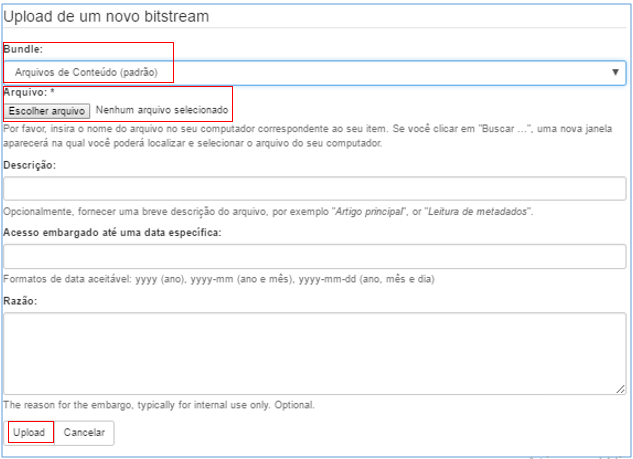 Upload de um novo bitstream
Bundle:
Arquivos de Conteúdo (padrão)
Arquivo: *
Escolher arquivo Nenhum arquivo selecionado
Por favor, insira o nome do arquivo no seu computador correspondente ao seu item. Se você clicar em "Buscar ...", uma nova janela
aparecerá na qual você poderá localizar e selecionar o arquivo do seu computador.
Descrição:
Opcionalmente, fornecer uma breve descrição do arquivo, por exemplo "Artigo principal", or "Leitura de metadados".
Acesso embargado até uma data específica:
Formatos de data aceitável: yyyy (ano), yyyy-mm (ano e mês), yyyy-mm-dd (ano, mês e dia)
Razão:
The reason for the embargo, typically for internal use only. Optional.
Upload Cancelar